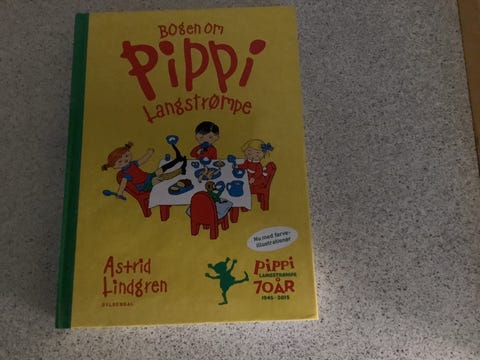 Bogen om
Pippi
Langstrømpe
Nu med farve-
illustrationer
Astrid
Lindgren
GYLDENDAL
Pippi
LANGSTRØMPE
70 ÅR
1945 - 2015